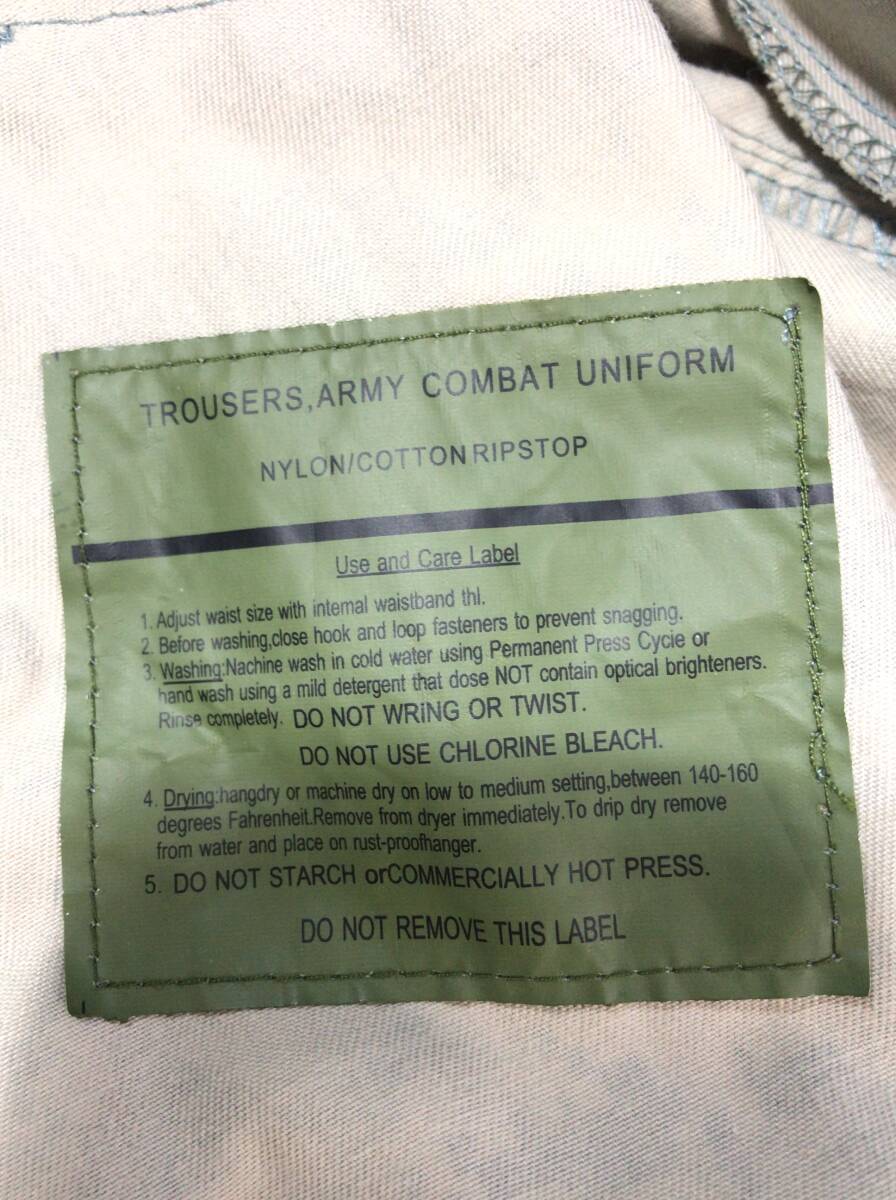 TROUSERS,ARMY COMBAT UNIFORM
NYLON/COTTON RIPSTOP
Use and Care Label
1. Adjust waist size with internal waistband thl.
2. Before washing,close hook and loop fasteners to prevent snagging.
3. Washing:Nachine wash in cold water using Permanent Press Cycie or
hand wash using a mild detergent that dose NOT contain optical brighteners.
Rinse completely. DO NOT WRiNG OR TWIST.
DO NOT USE CHLORINE BLEACH.
4. Drying:hangdry or machine dry on low to medium setting,between 140-160
degrees Fahrenheit.Remove from dryer immediately.To drip dry remove
from water and place on rust-proofhanger.
5. DO NOT STARCH orCOMMERCIALLY HOT PRESS.
DO NOT REMOVE THIS LABEL